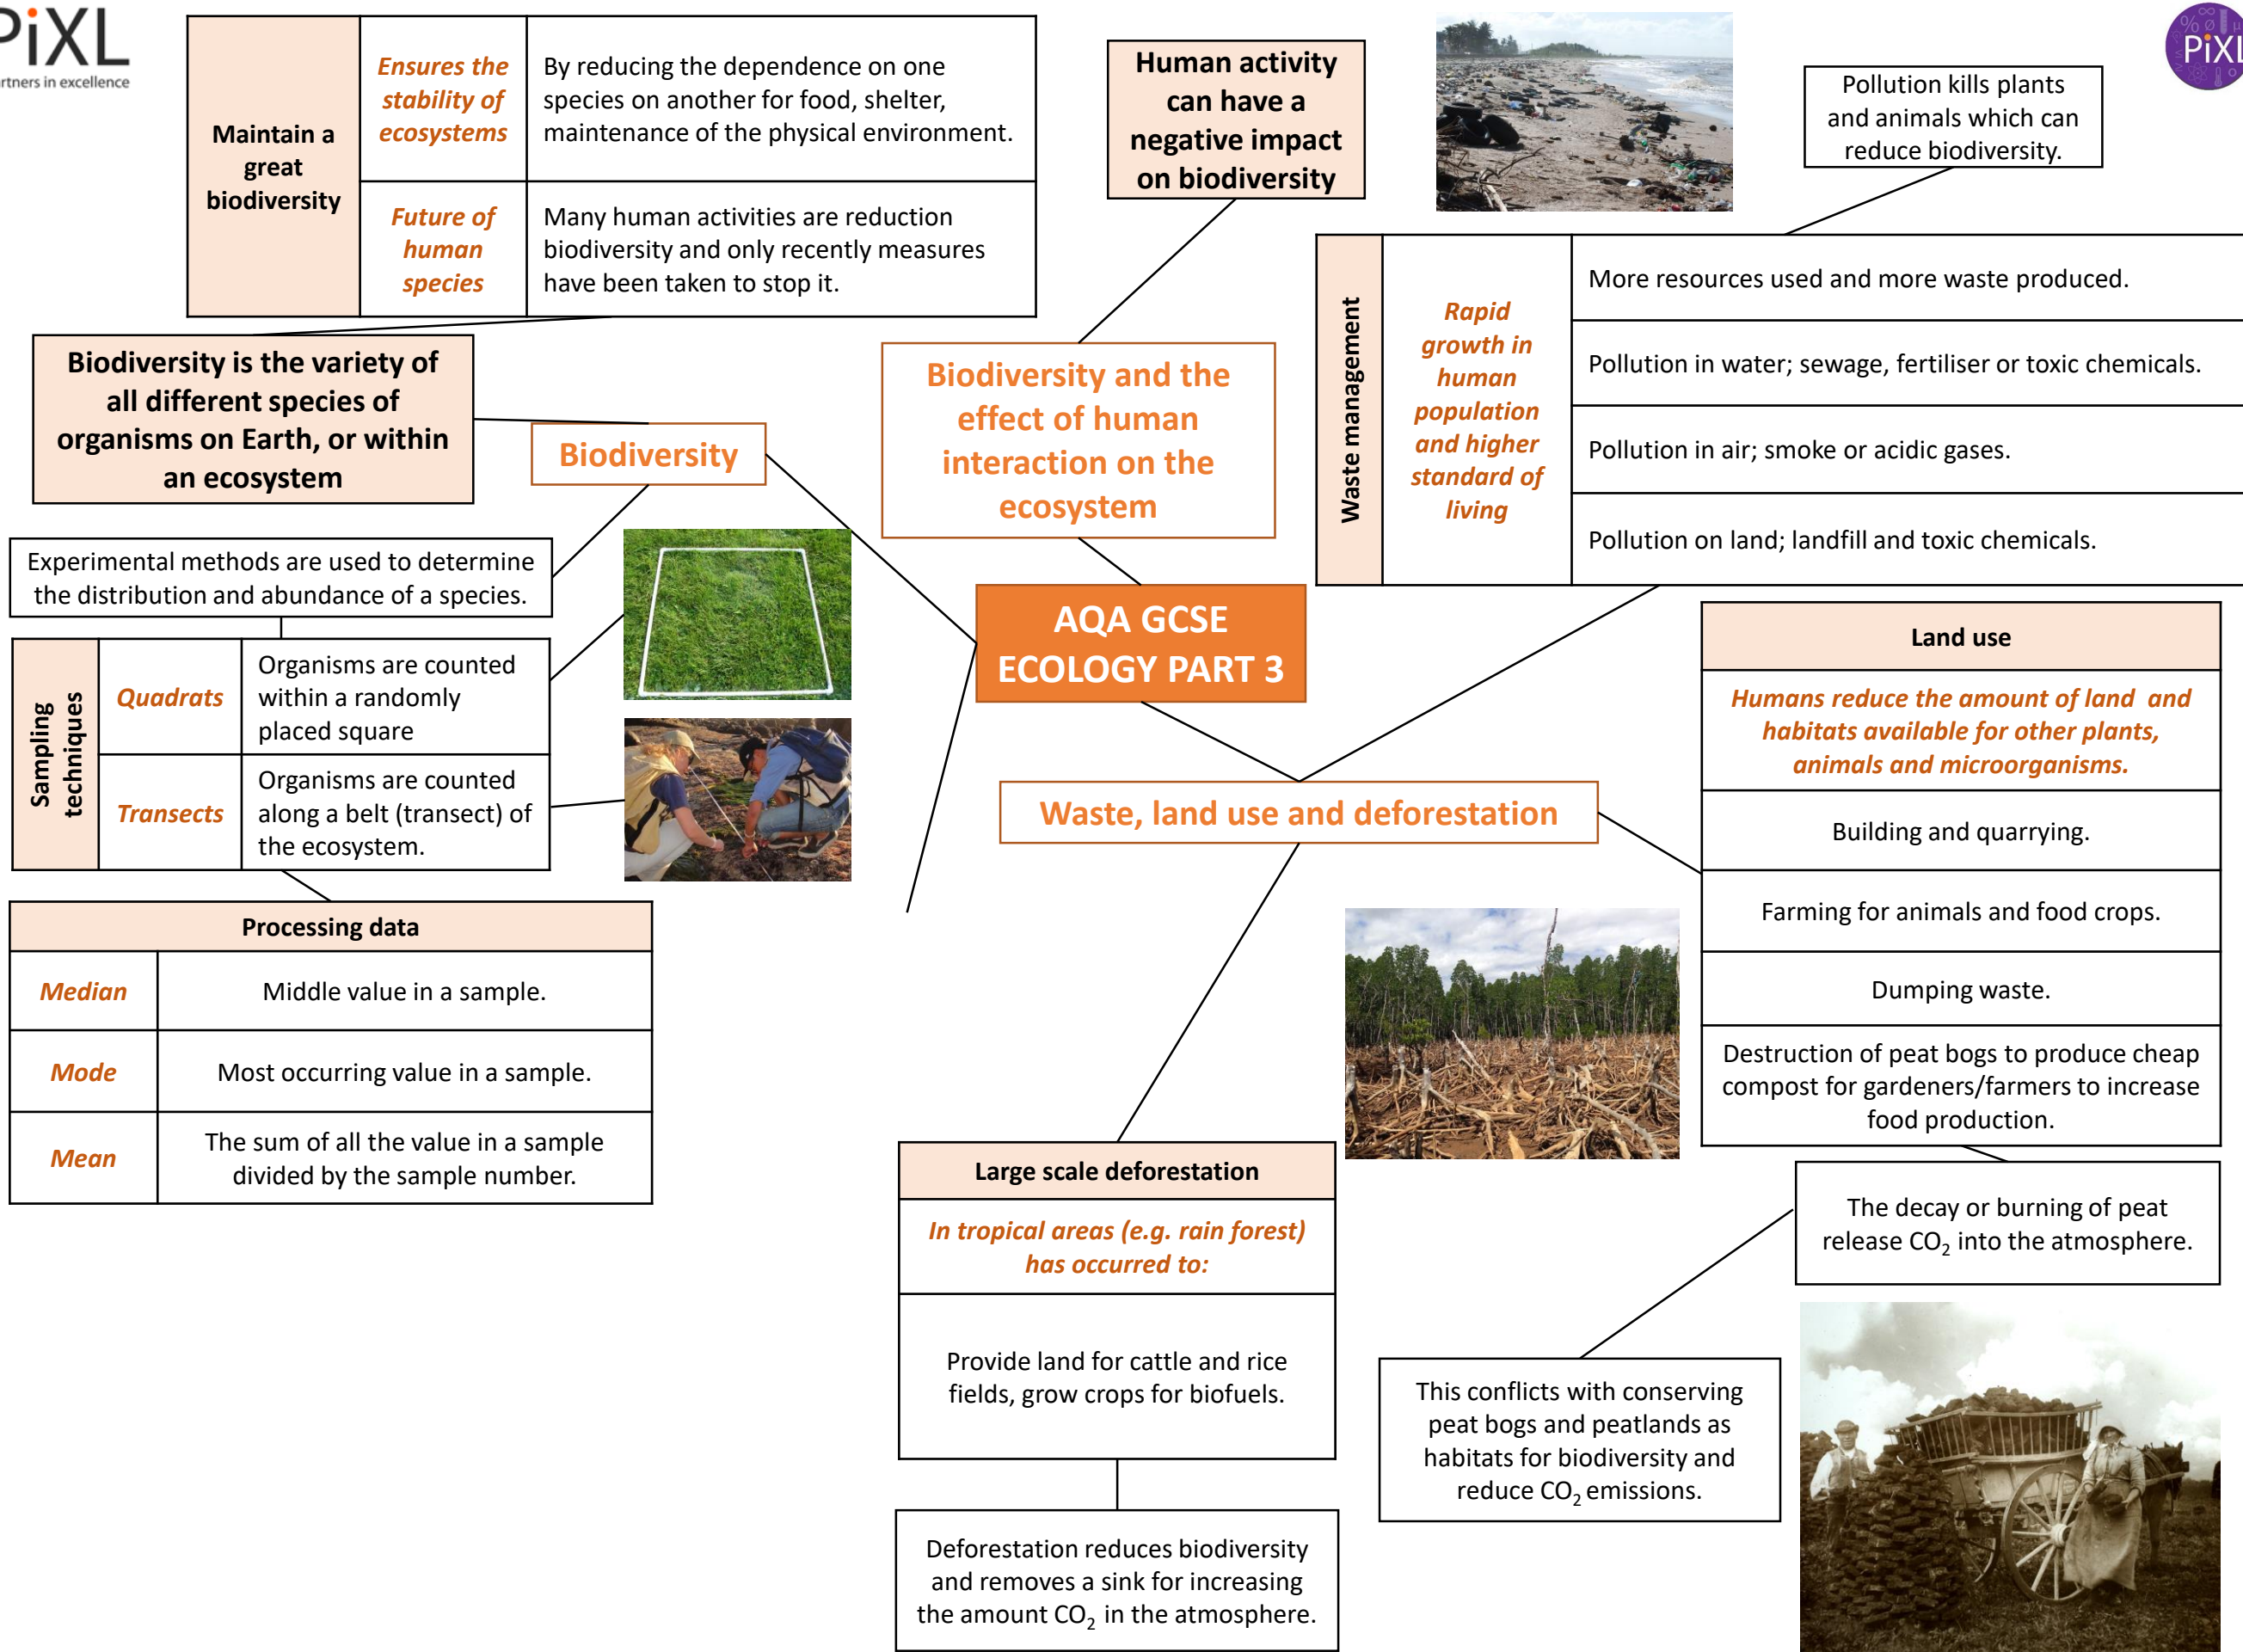 PiXL
partners in excellence
PiXL
Maintain a
great
biodiversity
Ensures the
stability of
ecosystems
By reducing the dependence on one
species on another for food, shelter,
maintenance of the physical environment.
Future of
human
species
Many human activities are reduction
biodiversity and only recently measures
have been taken to stop it.
Human activity
can have a
negative impact
on biodiversity
Pollution kills plants
and animals which can
reduce biodiversity.
Waste management
Rapid
growth in
human
population
and higher
standard of
living
More resources used and more waste produced.
Pollution in water; sewage, fertiliser or toxic chemicals.
Pollution in air; smoke or acidic gases.
Pollution on land; landfill and toxic chemicals.
Biodiversity is the variety of
all different species of
organisms on Earth, or within
an ecosystem
Biodiversity
Biodiversity and the
effect of human
interaction on the
ecosystem
Experimental methods are used to determine
the distribution and abundance of a species.
Sampling
techniques
Quadrats
Organisms are counted
within a randomly
placed square
Transects
Organisms are counted
along a belt (transect) of
the ecosystem.
AQA GCSE
ECOLOGY PART 3
Waste, land use and deforestation
Land use
Humans reduce the amount of land and
habitats available for other plants,
animals and microorganisms.
Building and quarrying.
Farming for animals and food crops.
Dumping waste.
Destruction of peat bogs to produce cheap
compost for gardeners/farmers to increase
food production.
Processing data
Median
Middle value in a sample.
Mode
Most occurring value in a sample.
Mean
The sum of all the value in a sample
divided by the sample number.
Large scale deforestation
In tropical areas (e.g. rain forest)
has occurred to:
Provide land for cattle and rice
fields, grow crops for biofuels.
Deforestation reduces biodiversity
and removes a sink for increasing
the amount CO₂ in the atmosphere.
The decay or burning of peat
release CO₂ into the atmosphere.
This conflicts with conserving
peat bogs and peatlands as
habitats for biodiversity and
reduce CO₂ emissions.